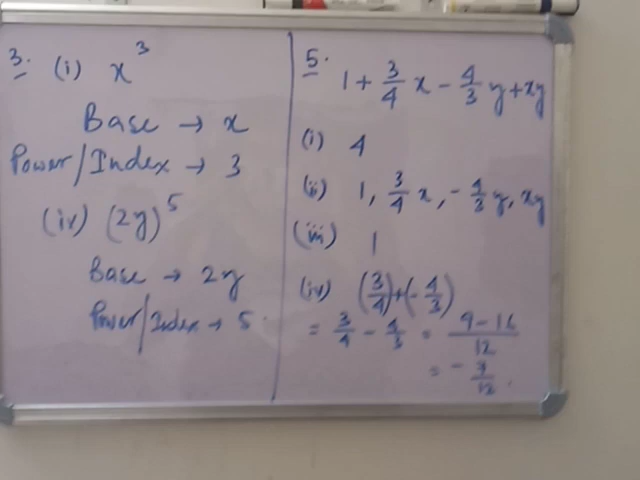 3. (i) x³
Base → x
Power/Index → 3
(iv) (2y)⁵
Base → 2y
Power/Index → 5.
5. 1 + 3/4 x - 4/3 y + xy
(i) 4
(ii) 1, 3/4 x, - 4/3 y, xy
(iii) 1
(iv) (3/4) + (- 4/3)
= 3/4 - 4/3 = 9-16/12
= - 7/12.